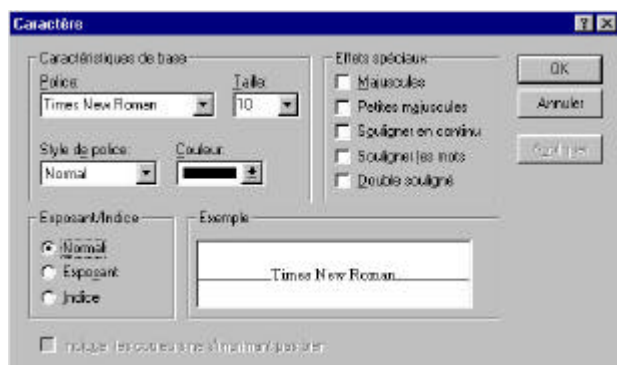 Caractère
Caractéristiques de base
Police:
Taille:
Times New Roman
10
Style de police:
Couleur:
Normal
Effets spéciaux
Majuscules
Petites majuscules
Souligner en continu
Souligner les mots
Double souligné
OK
Annuler
Appliquer
Exposant/Indice
Normal
Exposant
Indice
Exemple
Times New Roman